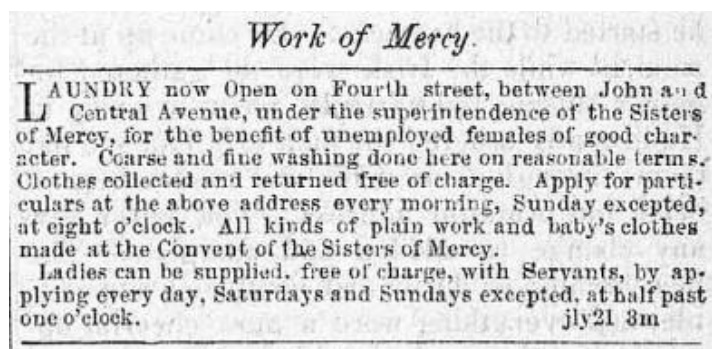 Work of Mercy.
LAUNDRY now Open on Fourth street, between John and
Central Avenue, under the superintendence of the Sisters
of Mercy, for the benefit of unemployed females of good char-
acter. Coarse and fine washing done here on reasonable terms.
Clothes collected and returned free of charge. Apply for parti-
culars at the above address every morning, Sunday excepted,
at eight o'clock. All kinds of plain work and baby's clothes
made at the Convent of the Sisters of Mercy.
Ladies can be supplied, free of charge, with Servants, by ap-
plying every day, Saturdays and Sundays excepted, at half past
one o'clock. jly21 3m